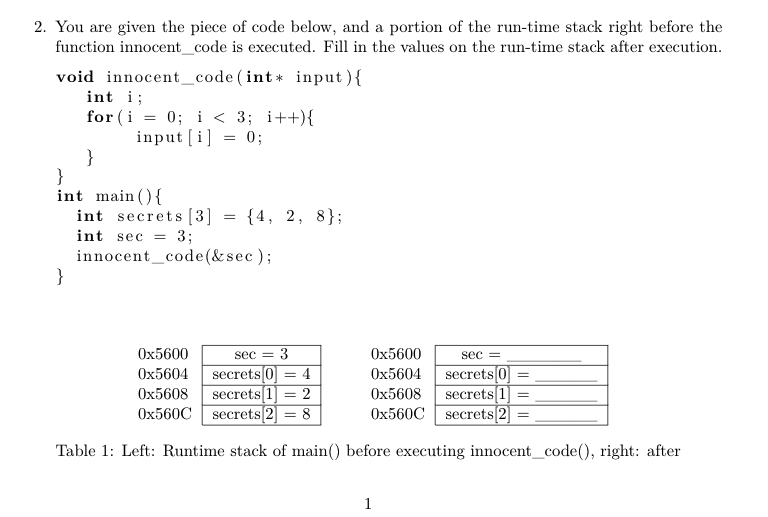 2. You are given the piece of code below, and a portion of the run-time stack right before the
function innocent_code is executed. Fill in the values on the run-time stack after execution.
void innocent_code(int* input){
int i;
for(i = 0; i < 3; i++){
input[i] = 0;
}
}
int main(){
int secrets[3] = {4, 2, 8};
int sec = 3;
innocent_code(&sec);
}
0x5600 sec = 3 0x5600 sec = ________
0x5604 secrets[0] = 4 0x5604 secrets[0] = ________
0x5608 secrets[1] = 2 0x5608 secrets[1] = ________
0x560C secrets[2] = 8 0x560C secrets[2] = ________
Table 1: Left: Runtime stack of main() before executing innocent_code(), right: after
1